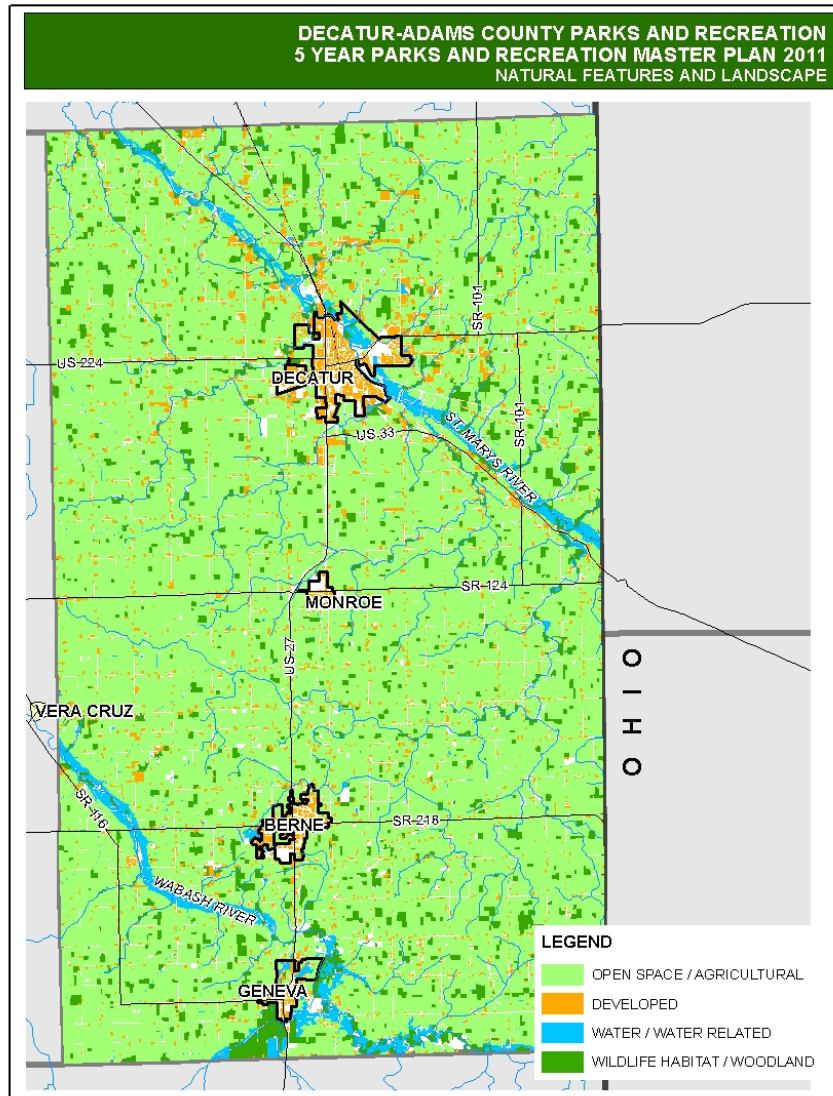 DECATUR-ADAMS COUNTY PARKS AND RECREATION
5 YEAR PARKS AND RECREATION MASTER PLAN 2011
NATURAL FEATURES AND LANDSCAPE
SR-101
US 224
DECATUR
SR-101
US-33
ST. MARYS RIVER
MONROE
SR-124
US-27
OHIO
VERA CRUZ
SR-116
BERNE
SR-218
WABASH RIVER
GENEVA
LEGEND
OPEN SPACE / AGRICULTURAL
DEVELOPED
WATER / WATER RELATED
WILDLIFE HABITAT / WOODLAND